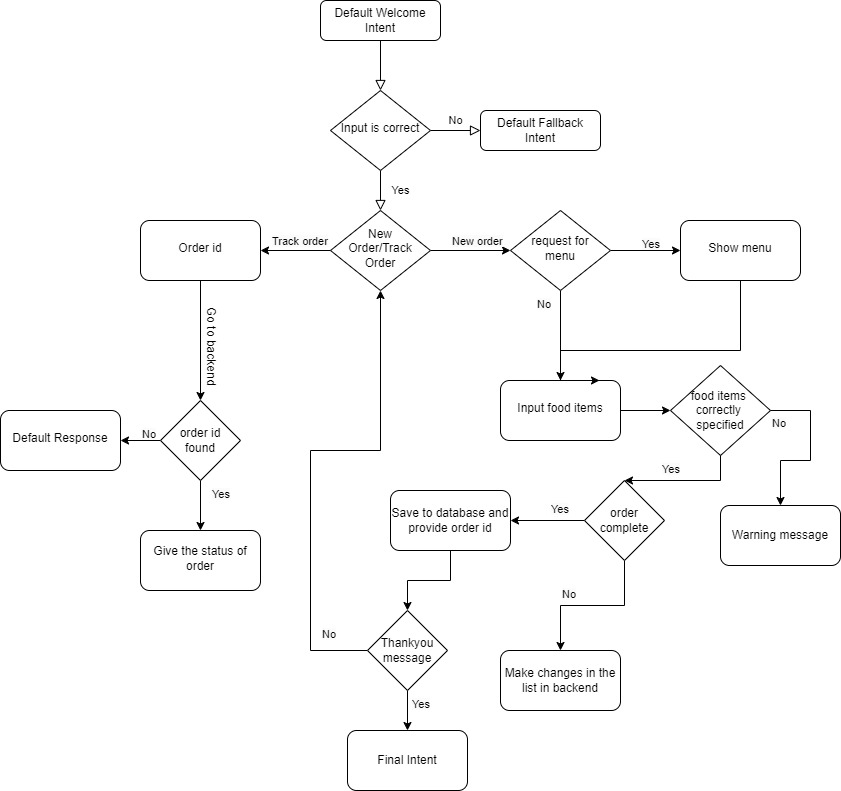 Default Welcome
Intent
Input is correct
No
Default Fallback
Intent
Yes
Order id
Track order
New
Order/Track
Order
New order
request for
menu
Yes
Show menu
No
Go to backend
Input food items
food items
correctly
specified
No
Default Response
No
order id
found
Yes
Yes
Save to database and
provide order id
Yes
order
complete
Warning message
Give the status of
order
No
No
Thankyou
message
Make changes in the
list in backend
Yes
Final Intent